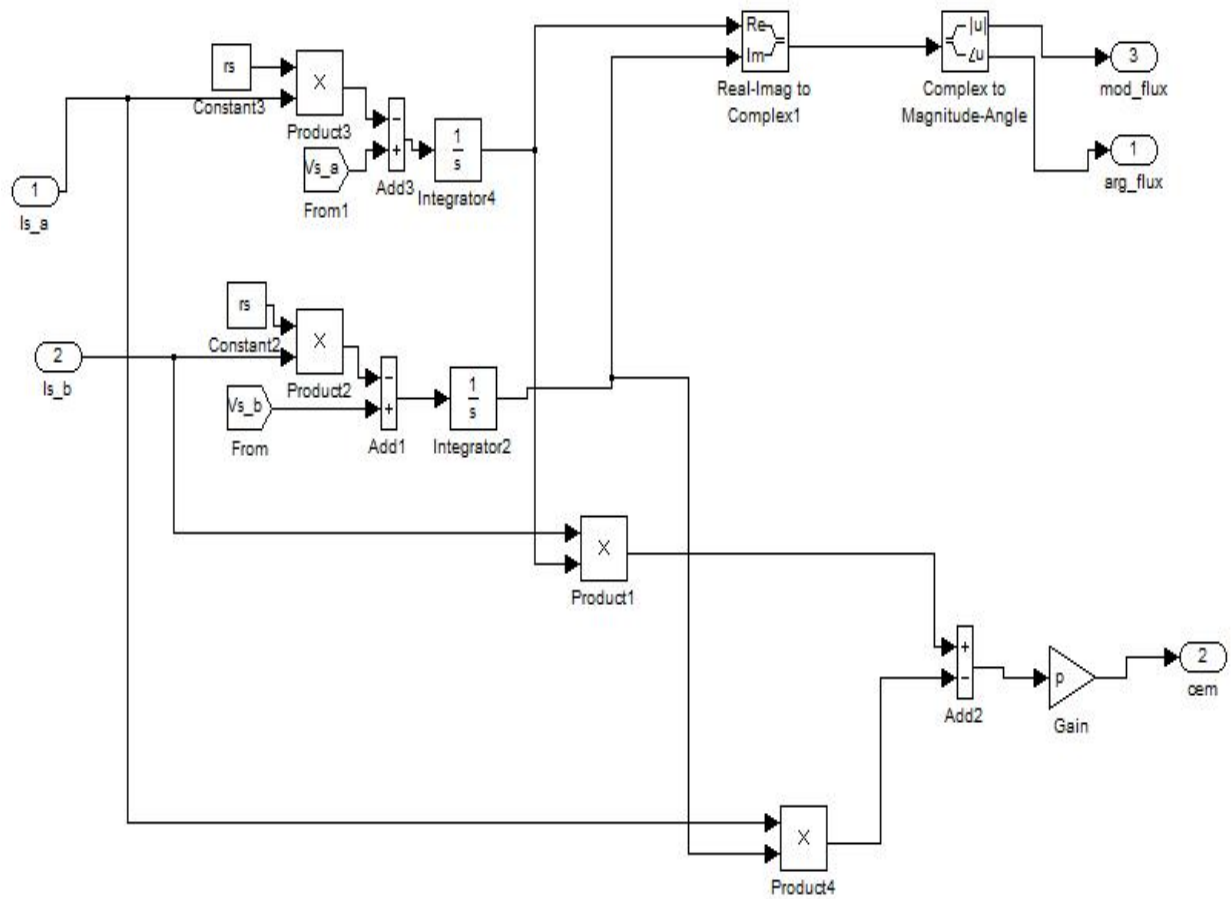 rs
Constant3
X
Product3
Vs_a
From1
−
+
Add3
1
s
Integrator4
1
Is_a
Re
Im
Real-Imag to
Complex1
|u|
∠u
Complex to
Magnitude-Angle
3
mod_flux
1
arg_flux
rs
Constant2
X
Product2
2
Is_b
Vs_b
From
−
+
Add1
1
s
Integrator2
X
Product1
+
−
Add2
p
Gain
2
cem
X
Product4